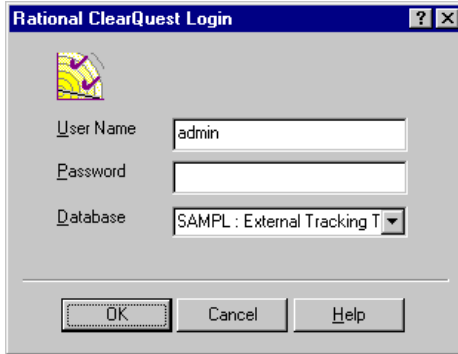 Rational ClearQuest Login
User Name admin
Password
Database SAMPL : External Tracking T
OK Cancel Help